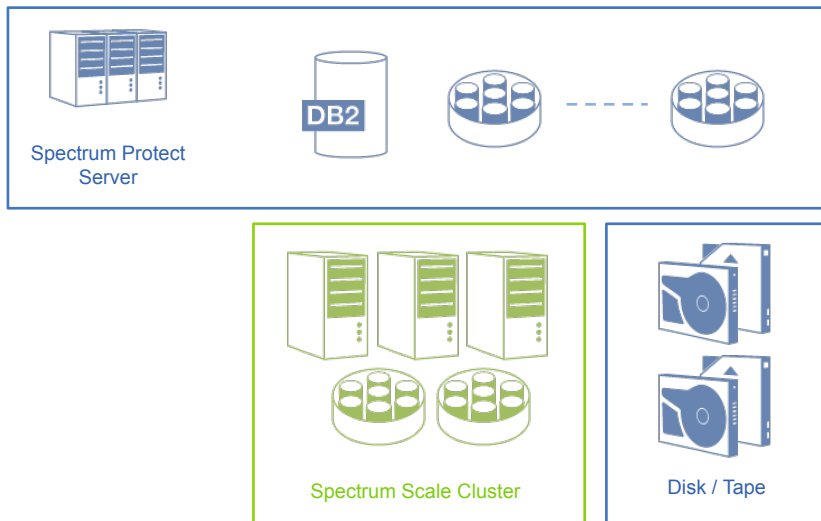 DB2
Spectrum Protect
Server
Spectrum Scale Cluster
Disk / Tape